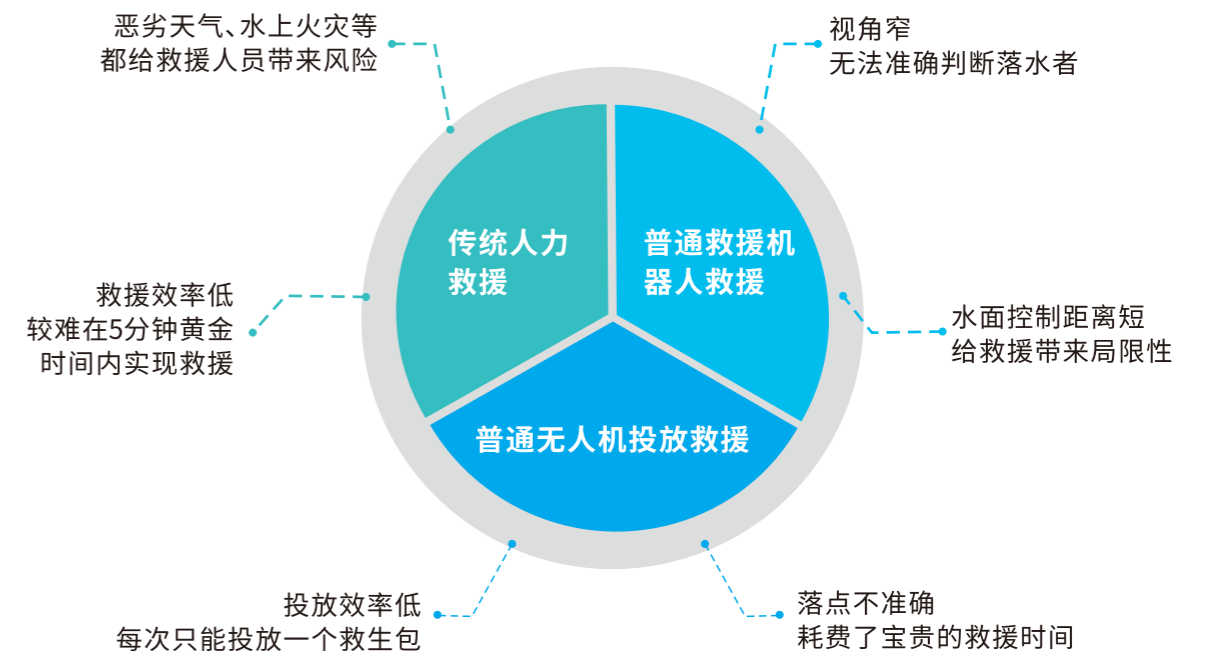 恶劣天气、水上火灾等
都给救援人员带来风险
视角窄
无法准确判断落水者
传统人力
救援
普通救援机
器人救援
救援效率低
较难在5分钟黄金
时间内实现救援
水面控制距离短
给救援带来局限性
普通无人机投放救援
投放效率低
每次只能投放一个救生包
落点不准确
耗费了宝贵的救援时间